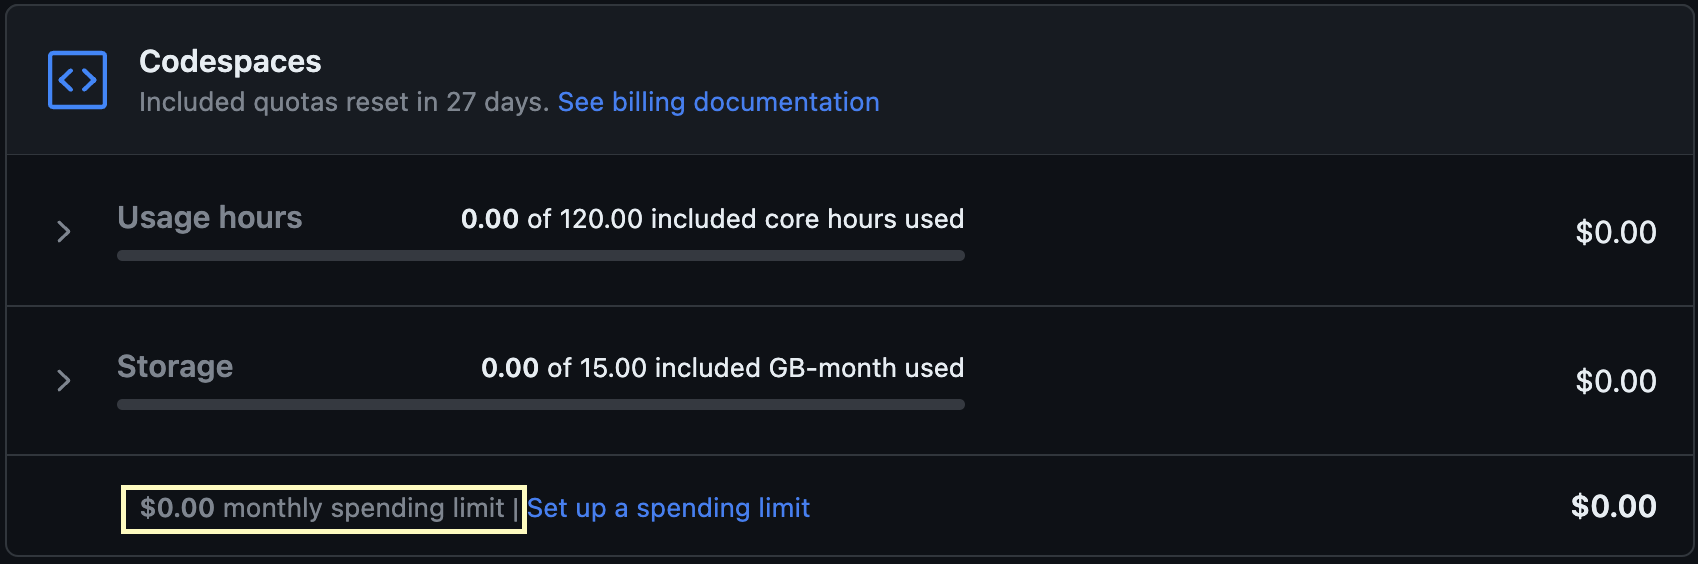 Codespaces
Included quotas reset in 27 days. See billing documentation
Usage hours 0.00 of 120.00 included core hours used $0.00
Storage 0.00 of 15.00 included GB-month used $0.00
$0.00 monthly spending limit | Set up a spending limit $0.00